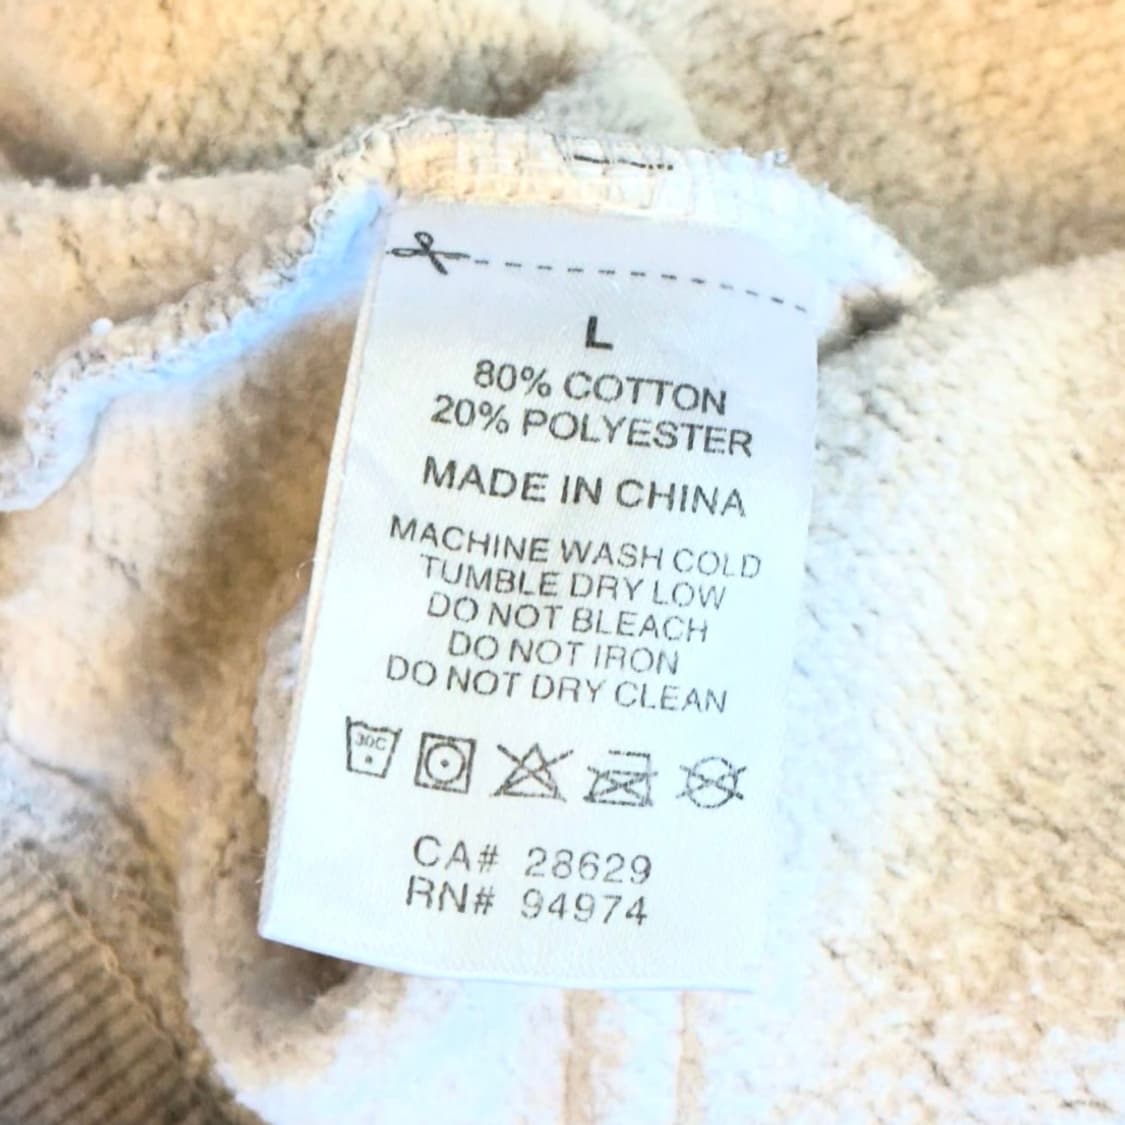 L
80% COTTON
20% POLYESTER
MADE IN CHINA
MACHINE WASH COLD
TUMBLE DRY LOW
DO NOT BLEACH
DO NOT IRON
DO NOT DRY CLEAN
30C
CA# 28629
RN# 94974